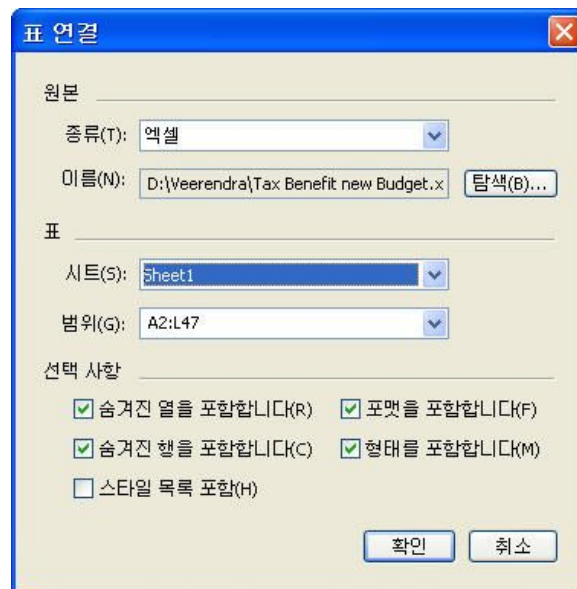 표 연결
원본
종류(T): 엑셀
이름(N): D:\Veerendra\Tax Benefit new Budget.x 탐색(B)...
표
시트(S): Sheet1
범위(G): A2:L47
선택 사항
숨겨진 열을 포함합니다(R) 포맷을 포함합니다(F)
숨겨진 행을 포함합니다(C) 형태를 포함합니다(M)
스타일 목록 포함(H)
확인 취소